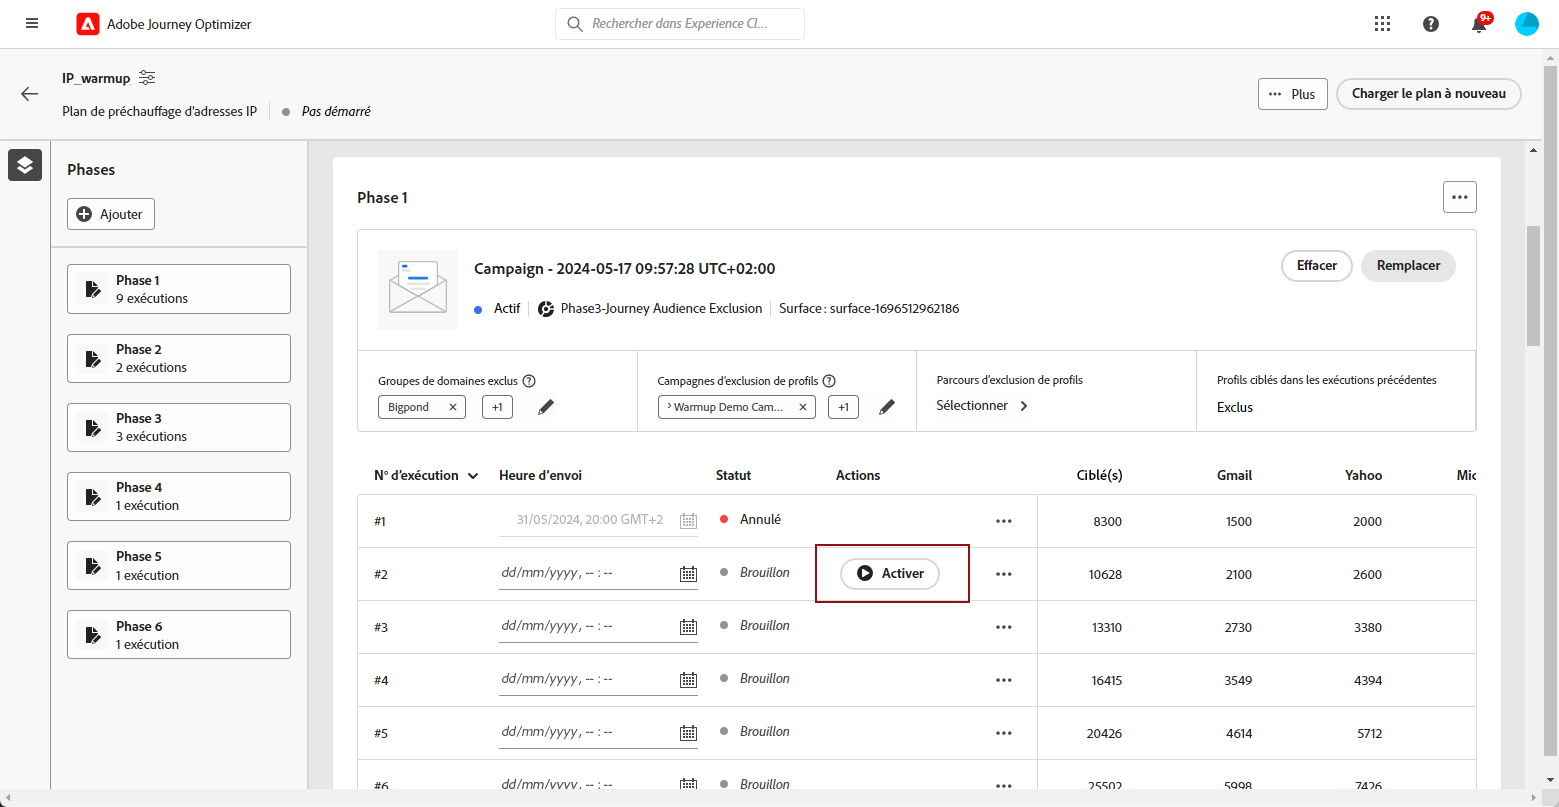 Adobe Journey Optimizer
Rechercher dans Experience Cl...
9+
IP_warmup
Plan de préchauffage d'adresses IP
Pas démarré
Plus
Charger le plan à nouveau
Phases
Ajouter
Phase 1
9 exécutions
Phase 2
2 exécutions
Phase 3
3 exécutions
Phase 4
1 exécution
Phase 5
1 exécution
Phase 6
1 exécution
Phase 1
Campaign - 2024-05-17 09:57:28 UTC+02:00
Effacer
Remplacer
Actif
Phase3-Journey Audience Exclusion
Surface : surface-1696512962186
Groupes de domaines exclus
Bigpond
+1
Campagnes d'exclusion de profils
Warmup Demo Cam...
+1
Parcours d'exclusion de profils
Sélectionner
Profils ciblés dans les exécutions précédentes
Exclus
N° d'exécution Heure d'envoi Statut Actions Ciblé(s) Gmail Yahoo Mic
#1 31/05/2024, 20:00 GMT+2 Annulé 8300 1500 2000
#2 dd/mm/yyyy, -- : -- Brouillon Activer 10628 2100 2600
#3 dd/mm/yyyy, -- : -- Brouillon 13310 2730 3380
#4 dd/mm/yyyy, -- : -- Brouillon 16415 3549 4394
#5 dd/mm/yyyy, -- : -- Brouillon 20426 4614 5712
#6 dd/mm/yyyy, -- : -- Brouillon 25502 5998 7426